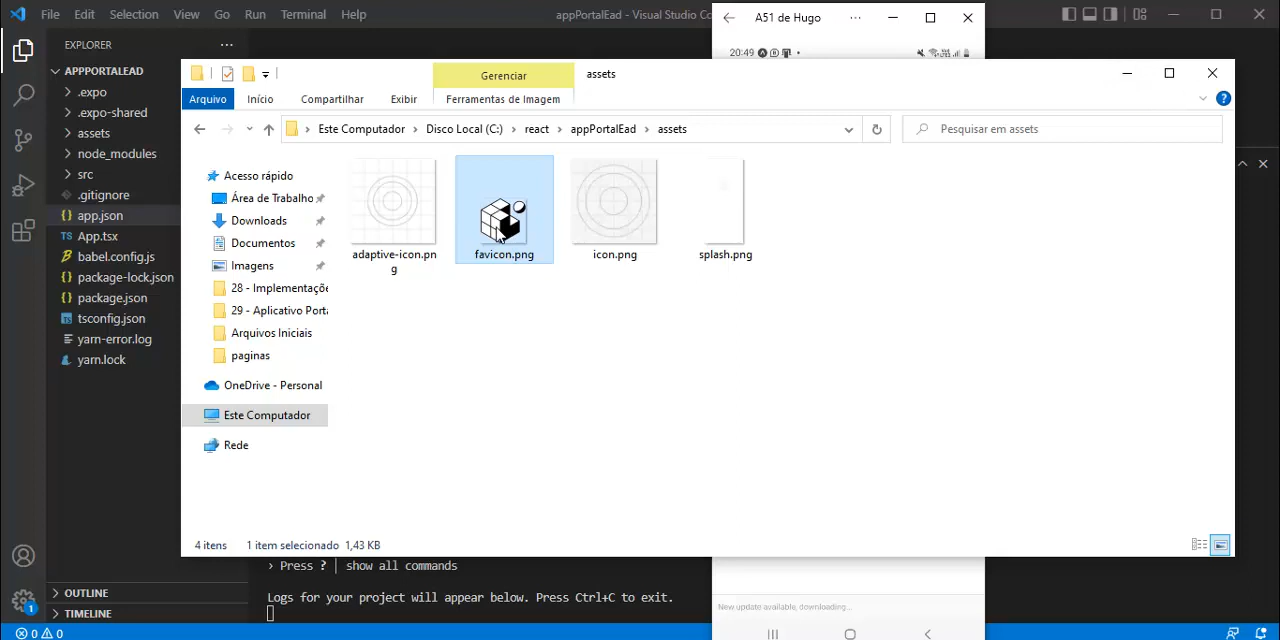 File Edit Selection View Go Run Terminal Help
appPortalEad - Visual Studio Co
A51 de Hugo
20:49
EXPLORER
APPPORTALEAD
.expo
.expo-shared
assets
node_modules
src
.gitignore
{} app.json
TS App.tsx
babel.config.js
{} package-lock.json
{} package.json
tsconfig.json
yarn-error.log
yarn.lock
OUTLINE
TIMELINE
1
0 0
Gerenciar
assets
Arquivo Início Compartilhar Exibir Ferramentas de Imagem
Este Computador › Disco Local (C:) › react › appPortalEad › assets
Pesquisar em assets
Acesso rápido
Área de Trabalho
Downloads
Documentos
Imagens
28 - Implementaçõe
29 - Aplicativo Porta
Arquivos Iniciais
paginas
OneDrive - Personal
Este Computador
Rede
adaptive-icon.pn
g
favicon.png
icon.png
splash.png
4 itens 1 item selecionado 1,43 KB
› Press ? │ show all commands
Logs for your project will appear below. Press Ctrl+C to exit.
New update available, downloading...